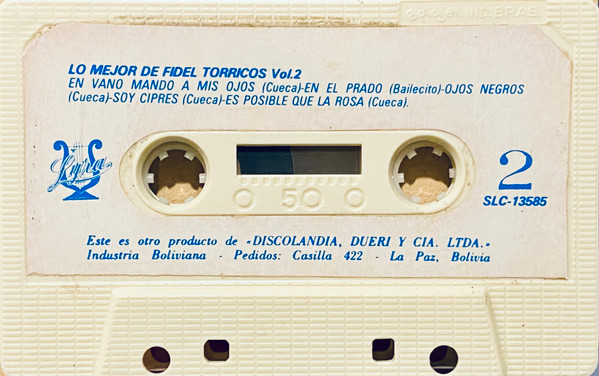 IND.BRAS
LO MEJOR DE FIDEL TORRICOS Vol.2
EN VANO MANDO A MIS OJOS (Cueca)-EN EL PRADO (Bailecito)-OJOS NEGROS
(Cueca)-SOY CIPRES (Cueca)-ES POSIBLE QUE LA ROSA (Cueca).
Lyra
50
2
SLC-13585
Este es otro producto de «DISCOLANDIA, DUERI Y CIA. LTDA.»
Industria Boliviana - Pedidos: Casilla 422 - La Paz, Bolivia